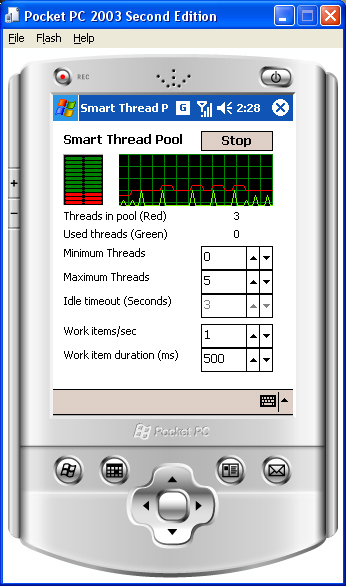 Pocket PC 2003 Second Edition
File Flash Help
REC
Smart Thread P G 2:28
Smart Thread Pool Stop
Threads in pool (Red) 3
Used threads (Green) 0
Minimum Threads 0
Maximum Threads 5
Idle timeout (Seconds) 3
Work items/sec 1
Work item duration (ms) 500
Pocket PC
+
−